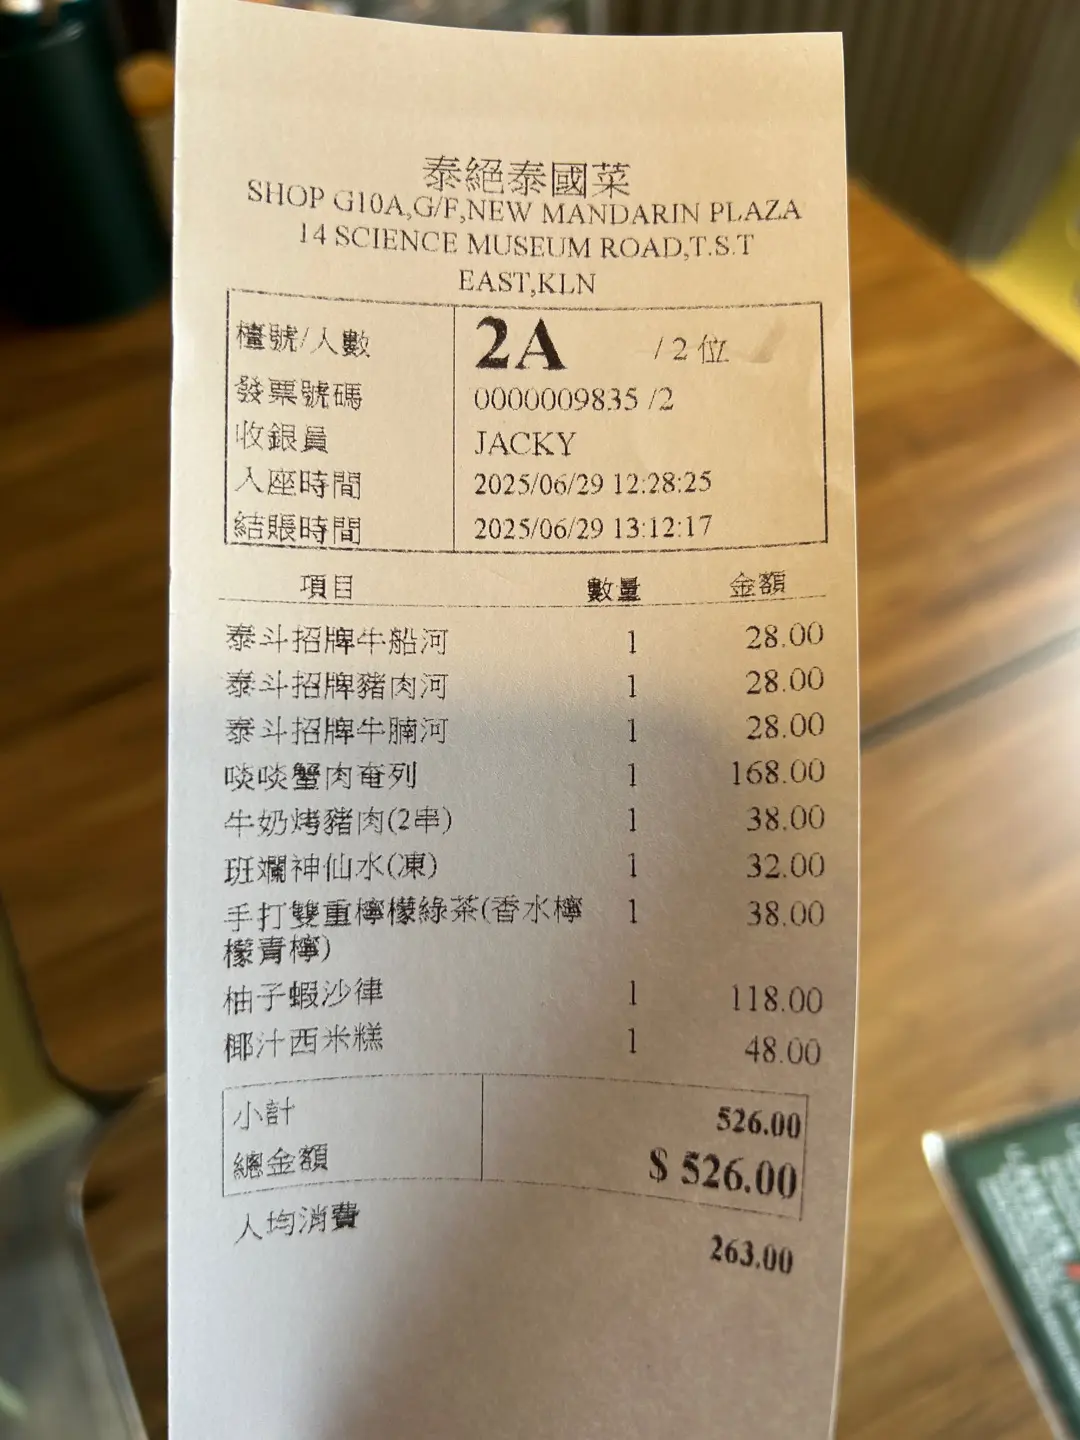 泰絕泰國菜
SHOP G10A,G/F,NEW MANDARIN PLAZA
14 SCIENCE MUSEUM ROAD,T.S.T
EAST,KLN
檯號/人數 2A / 2 位
發票號碼 0000009835 /2
收銀員 JACKY
入座時間 2025/06/29 12:28:25
結賬時間 2025/06/29 13:12:17
項目 數量 金額
泰斗招牌牛船河 1 28.00
泰斗招牌豬肉河 1 28.00
泰斗招牌牛腩河 1 28.00
啖啖蟹肉奄列 1 168.00
牛奶烤豬肉(2串) 1 38.00
班斕神仙水(凍) 1 32.00
手打雙重檸檬綠茶(香水檸 1 38.00
檬青檸)
柚子蝦沙律 1 118.00
椰汁西米糕 1 48.00
小計 526.00
總金額 $ 526.00
人均消費 263.00